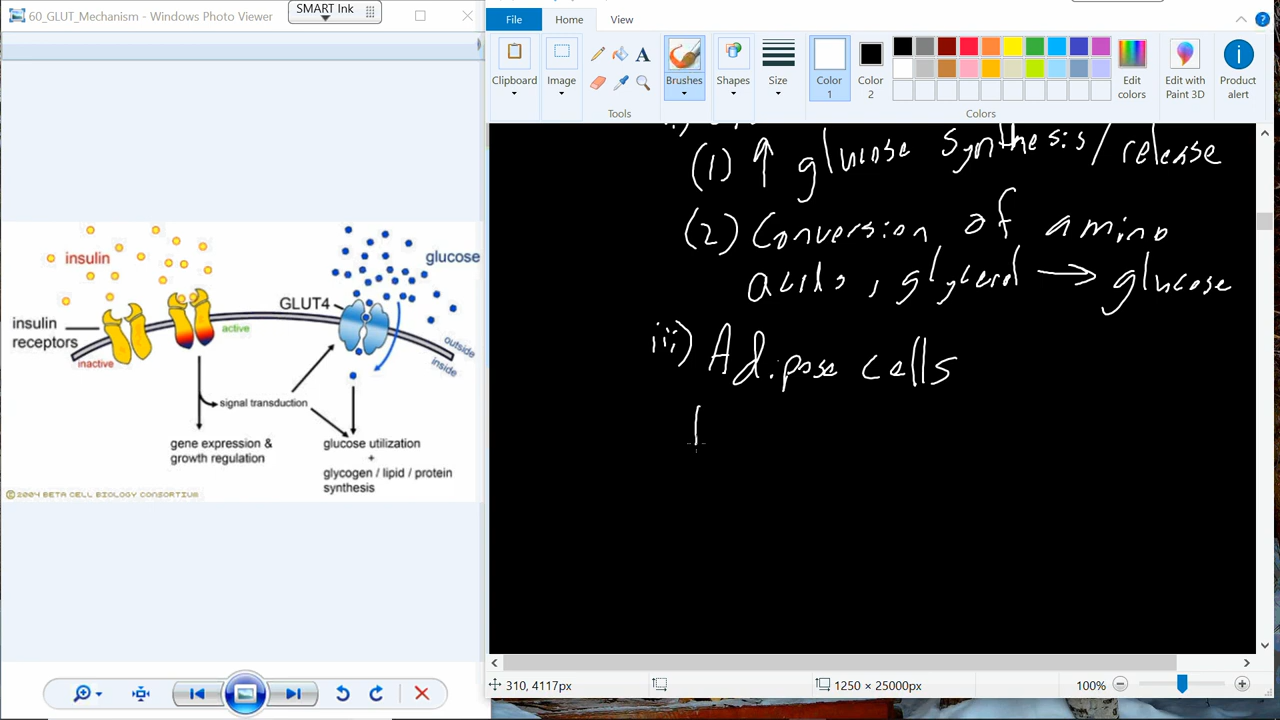 60_GLUT_Mechanism - Windows Photo Viewer
SMART Ink
insulin
glucose
GLUT4
insulin
receptors
active
inactive
outside
inside
signal transduction
gene expression &
growth regulation
glucose utilization
+
glycogen / lipid / protein
synthesis
©2004 BETA CELL BIOLOGY CONSORTIUM
File Home View
Clipboard
Image
Tools
Brushes
Shapes
Size
Color
1
Color
2
Colors
Edit
colors
Edit with
Paint 3D
Product
alert
(1) ↑ glucose synthesis/release
(2) Conversion of amino
acids, glycerol → glucose
iii) Adipose cells
310, 4117px
1250 × 25000px
100%